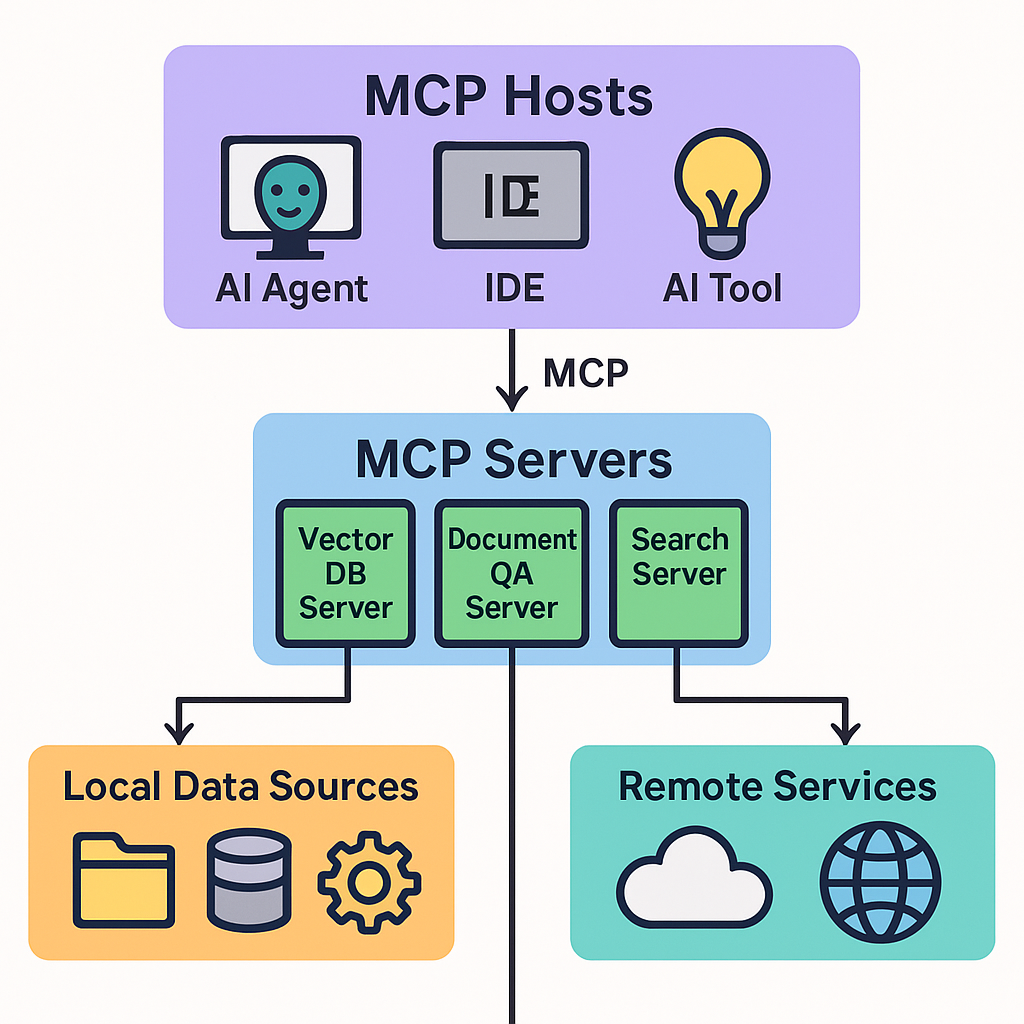 MCP Hosts
IDE
AI Agent
IDE
AI Tool
MCP
MCP Servers
Vector
DB
Server
Document
QA
Server
Search
Server
Local Data Sources
Remote Services